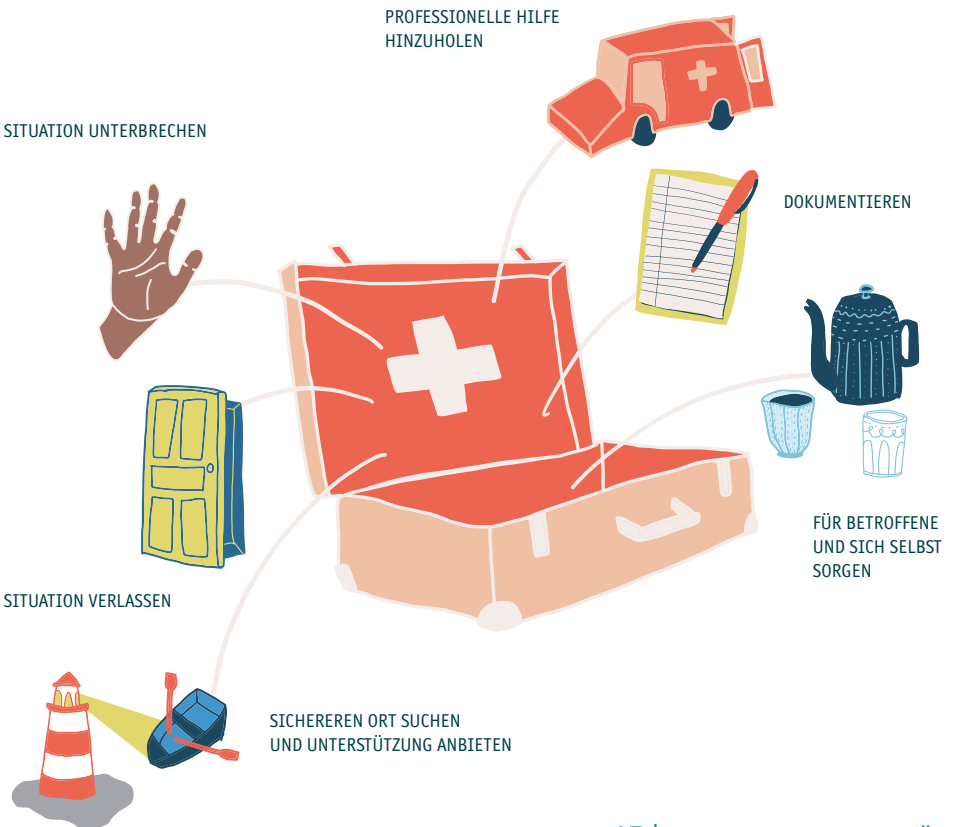 PROFESSIONELLE HILFE
HINZUHOLEN
SITUATION UNTERBRECHEN
DOKUMENTIEREN
FÜR BETROFFENE
UND SICH SELBST
SORGEN
SITUATION VERLASSEN
SICHEREN ORT SUCHEN
UND UNTERSTÜTZUNG ANBIETEN